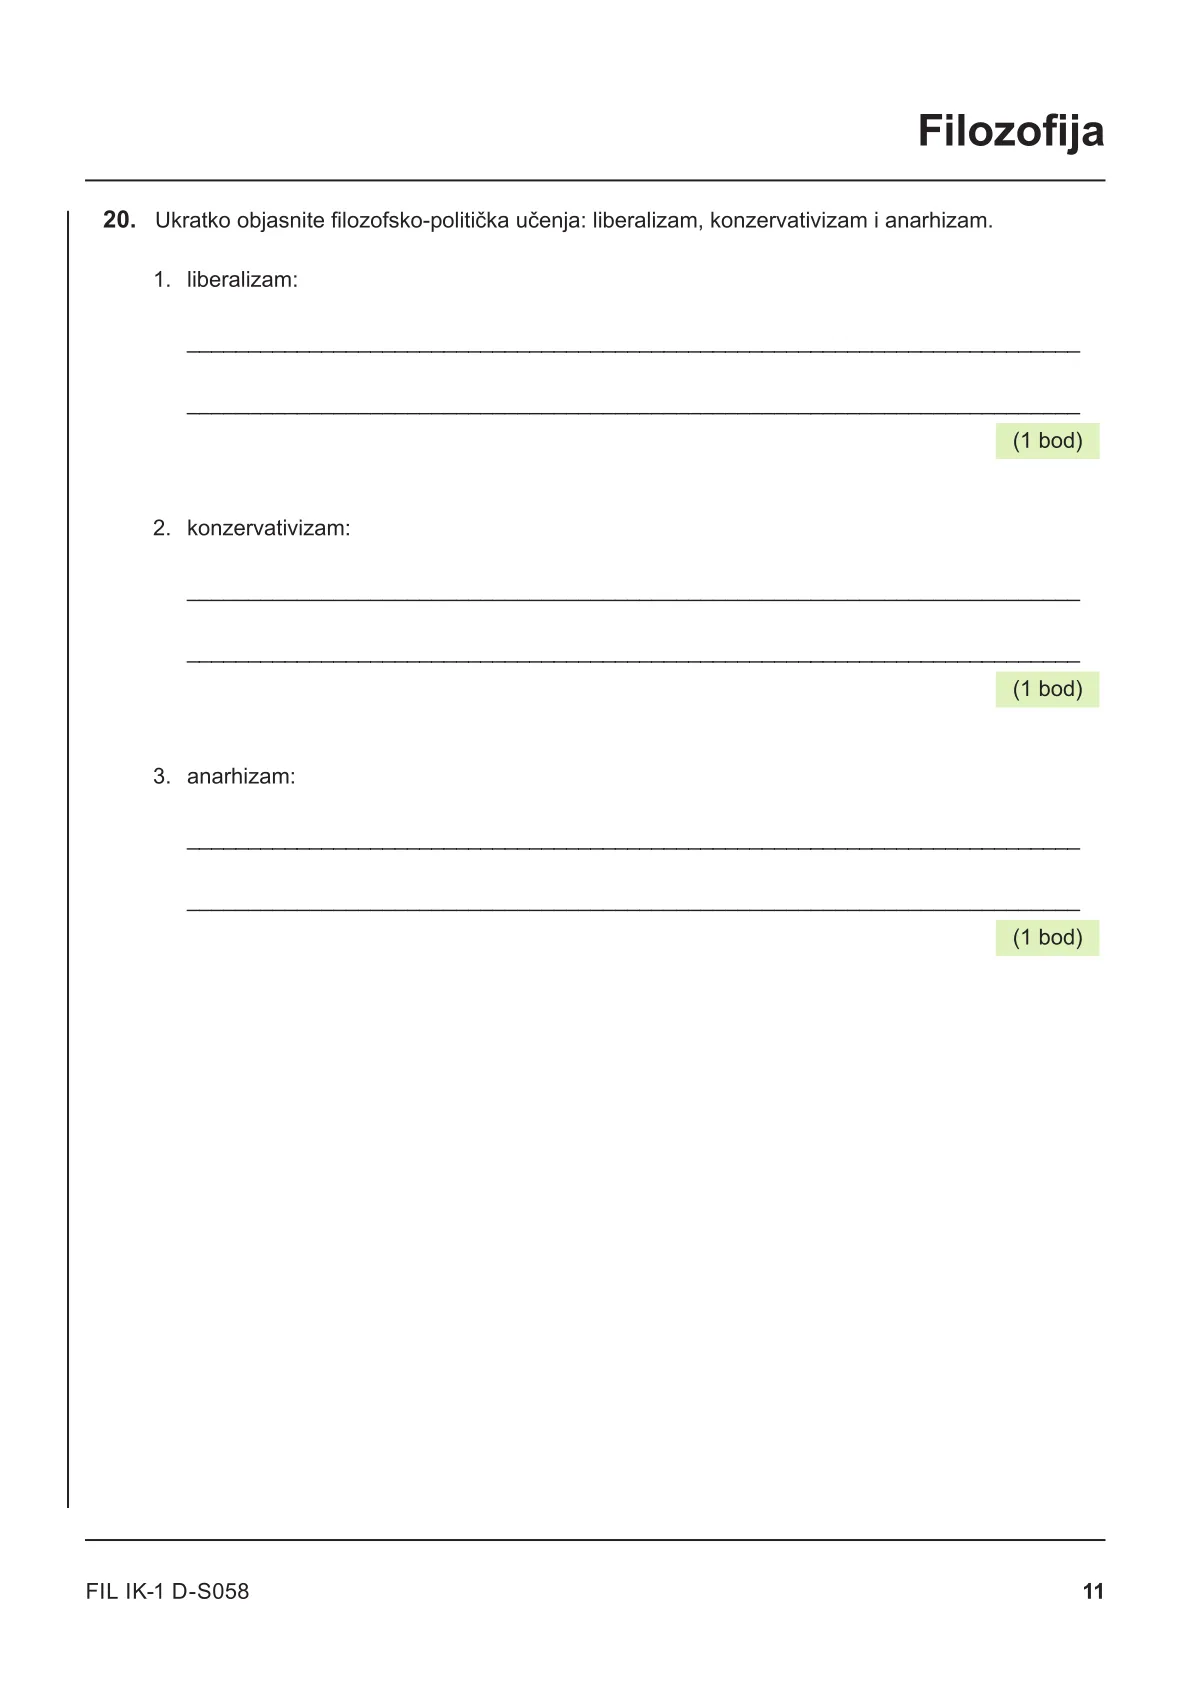 Filozofija
20. Ukratko objasnite filozofsko-politička učenja: liberalizam, konzervativizam i anarhizam.
1. liberalizam:
(1 bod)
2. konzervativizam:
(1 bod)
3. anarhizam:
(1 bod)
FIL IK-1 D-S058 11